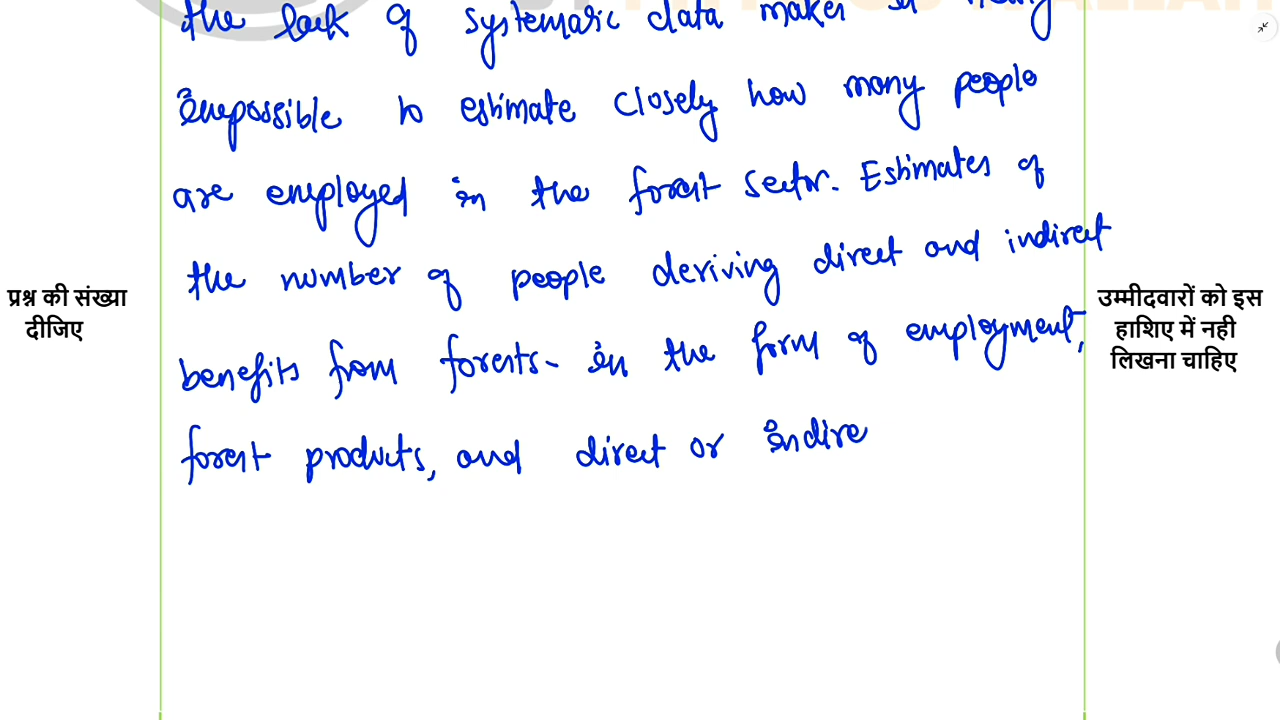 the lack of systematic data makes it
impossible to estimate closely how many people
are employed in the forest sector. Estimates of
the number of people deriving direct and indirect
प्रश्न की संख्या
दीजिए
उम्मीदवारों को इस
हाशिए में नही
लिखना चाहिए
benefits from forests- in the form of employment,
forest products, and direct or indire